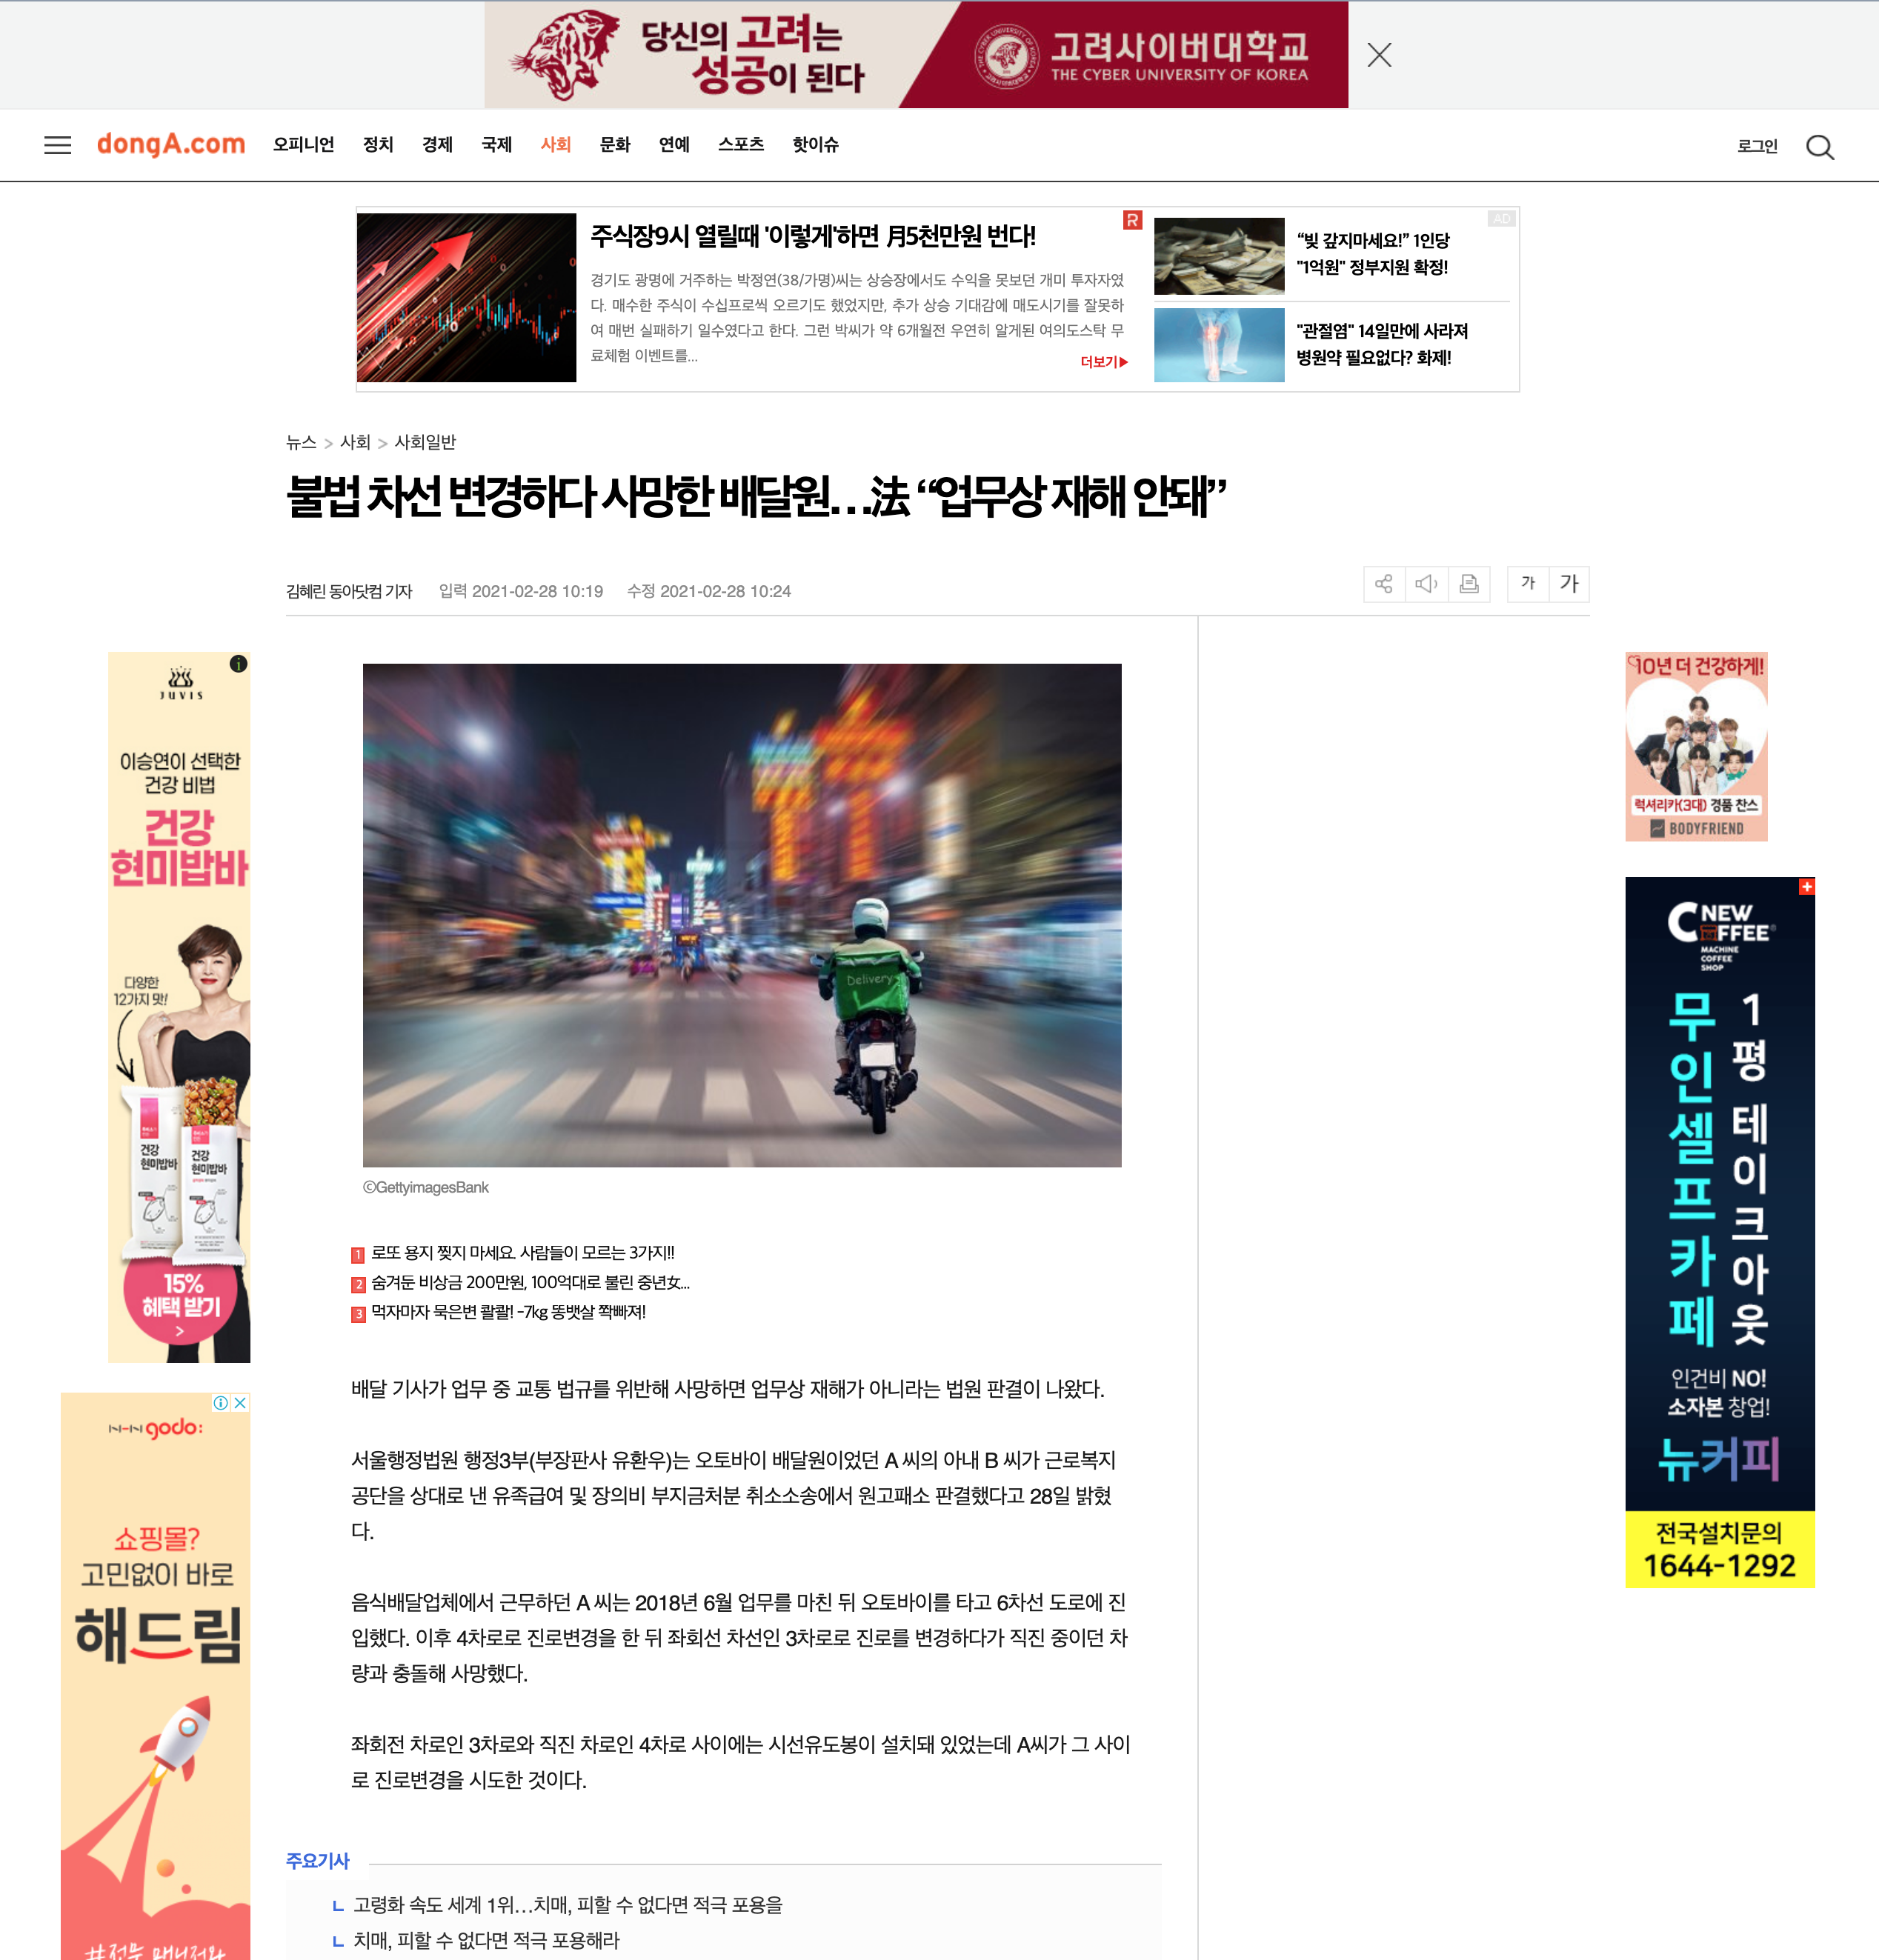 당신의 고려는
성공이 된다
고려사이버대학교
THE CYBER UNIVERSITY OF KOREA
dongA.com 오피니언 정치 경제 국제 사회 문화 연예 스포츠 핫이슈 로그인
주식장9시 열릴때 '이렇게'하면 月5천만원 번다!
R
경기도 광명에 거주하는 박정연(38/가명)씨는 상승장에서도 수익을 못보던 개미 투자자였
다. 매수한 주식이 수십프로씩 오르기도 했었지만, 추가 상승 기대감에 매도시기를 잘못하
여 매번 실패하기 일수였다고 한다. 그런 박씨가 약 6개월전 우연히 알게된 여의도스탁 무
료체험 이벤트를...
더보기▶
AD
“빚 갚지마세요!” 1인당
"1억원" 정부지원 확정!
"관절염" 14일만에 사라져
병원약 필요없다? 화제!
뉴스 > 사회 > 사회일반
불법 차선 변경하다 사망한 배달원…法 “업무상 재해 안돼”
김혜린 동아닷컴 기자 입력 2021-02-28 10:19 수정 2021-02-28 10:24
가 가
JUVIS
이승연이 선택한
건강 비법
건강
현미밥바
다양한
12가지 맛!
건강
현미밥바
건강
현미밥바
15%
혜택 받기
>
Delivery
©GettyimagesBank
1 로또 용지 찢지 마세요. 사람들이 모르는 3가지!!
2 숨겨둔 비상금 200만원, 100억대로 불린 중년女...
3 먹자마자 묵은변 콸콸! -7kg 똥뱃살 쫙빠져!
배달 기사가 업무 중 교통 법규를 위반해 사망하면 업무상 재해가 아니라는 법원 판결이 나왔다.
서울행정법원 행정3부(부장판사 유환우)는 오토바이 배달원이었던 A 씨의 아내 B 씨가 근로복지
공단을 상대로 낸 유족급여 및 장의비 부지금처분 취소소송에서 원고패소 판결했다고 28일 밝혔
다.
음식배달업체에서 근무하던 A 씨는 2018년 6월 업무를 마친 뒤 오토바이를 타고 6차선 도로에 진
입했다. 이후 4차로로 진로변경을 한 뒤 좌회선 차선인 3차로로 진로를 변경하다가 직진 중이던 차
량과 충돌해 사망했다.
좌회전 차로인 3차로와 직진 차로인 4차로 사이에는 시선유도봉이 설치돼 있었는데 A씨가 그 사이
로 진로변경을 시도한 것이다.
주요기사
고령화 속도 세계 1위…치매, 피할 수 없다면 적극 포용을
치매, 피할 수 없다면 적극 포용해라
NHN godo:
쇼핑몰?
고민없이 바로
해드림
10년 더 건강하게!
럭셔리카(3대) 경품 찬스
BODYFRIEND
NEW
COFFEE
MACHINE
COFFEE
SHOP
1평 테이크아웃
무인셀프카페
인건비 NO!
소자본 창업!
뉴커피
전국설치문의
1644-1292